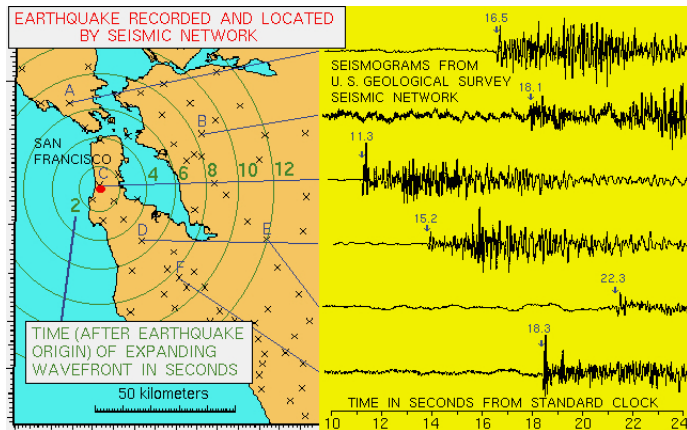 EARTHQUAKE RECORDED AND LOCATED
BY SEISMIC NETWORK
A
B
SAN
FRANCISCO
C
2
4
6
8
10
12
D
E
F
TIME (AFTER EARTHQUAKE
ORIGIN) OF EXPANDING
WAVEFRONT IN SECONDS
50 kilometers
16.5
SEISMOGRAMS FROM
U.S. GEOLOGICAL SURVEY
SEISMIC NETWORK
18.1
11.3
15.2
22.3
18.3
TIME IN SECONDS FROM STANDARD CLOCK
10 12 14 16 18 20 22 24